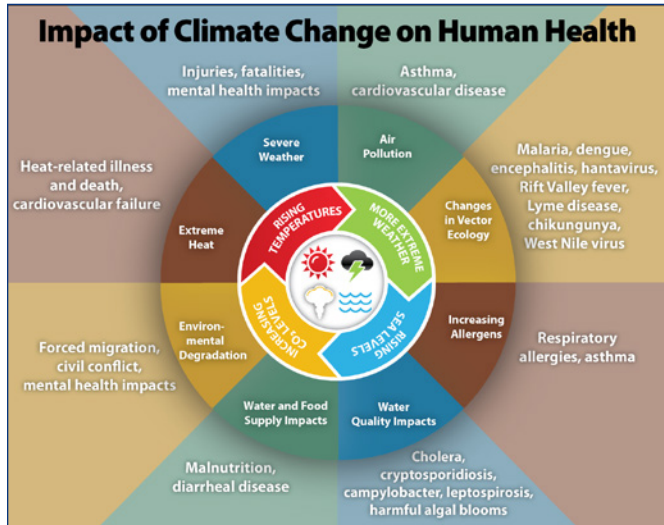 Impact of Climate Change on Human Health
Injuries, fatalities,
mental health impacts
Asthma,
cardiovascular disease
Severe
Weather
Air
Pollution
Heat-related illness
and death,
cardiovascular failure
Malaria, dengue,
encephalitis, hantavirus,
Rift Valley fever,
Lyme disease,
chikungunya,
West Nile virus
Extreme
Heat
Changes
in Vector
Ecology
RISING
TEMPERATURES
MORE EXTREME
WEATHER
INCREASING
CO₂ LEVELS
RISING
SEA LEVELS
Environ-
mental
Degradation
Increasing
Allergens
Forced migration,
civil conflict,
mental health impacts
Respiratory
allergies, asthma
Water and Food
Supply Impacts
Water
Quality Impacts
Malnutrition,
diarrheal disease
Cholera,
cryptosporidiosis,
campylobacter, leptospirosis,
harmful algal blooms